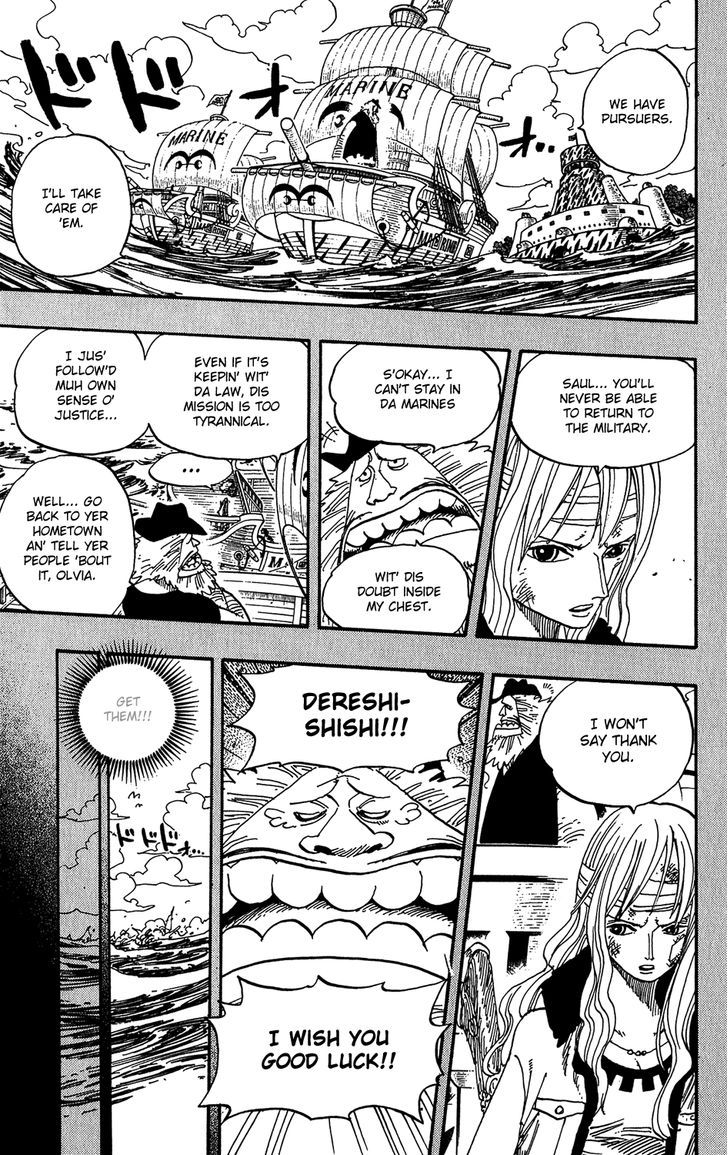 ドドドォ...
MARINE
MARINE
MARINE
WE HAVE
PURSUERS.
I'LL TAKE
CARE OF
'EM.
SAUL... YOU'LL
NEVER BE ABLE
TO RETURN TO
THE MILITARY.
S'OKAY... I
CAN'T STAY IN
DA MARINES
WIT' DIS
DOUBT INSIDE
MY CHEST.
EVEN IF IT'S
KEEPIN' WIT'
DA LAW, DIS
MISSION IS TOO
TYRANNICAL.
I JUS'
FOLLOW'D
MUH OWN
SENSE O'
JUSTICE...
...
WELL... GO
BACK TO YER
HOMETOWN
AN' TELL YER
PEOPLE 'BOUT
IT, OLVIA.
I WON'T
SAY THANK
YOU.
DERESHI-
SHISHI!!!
I WISH YOU
GOOD LUCK!!
GET
THEM!!!
ドドドォ...